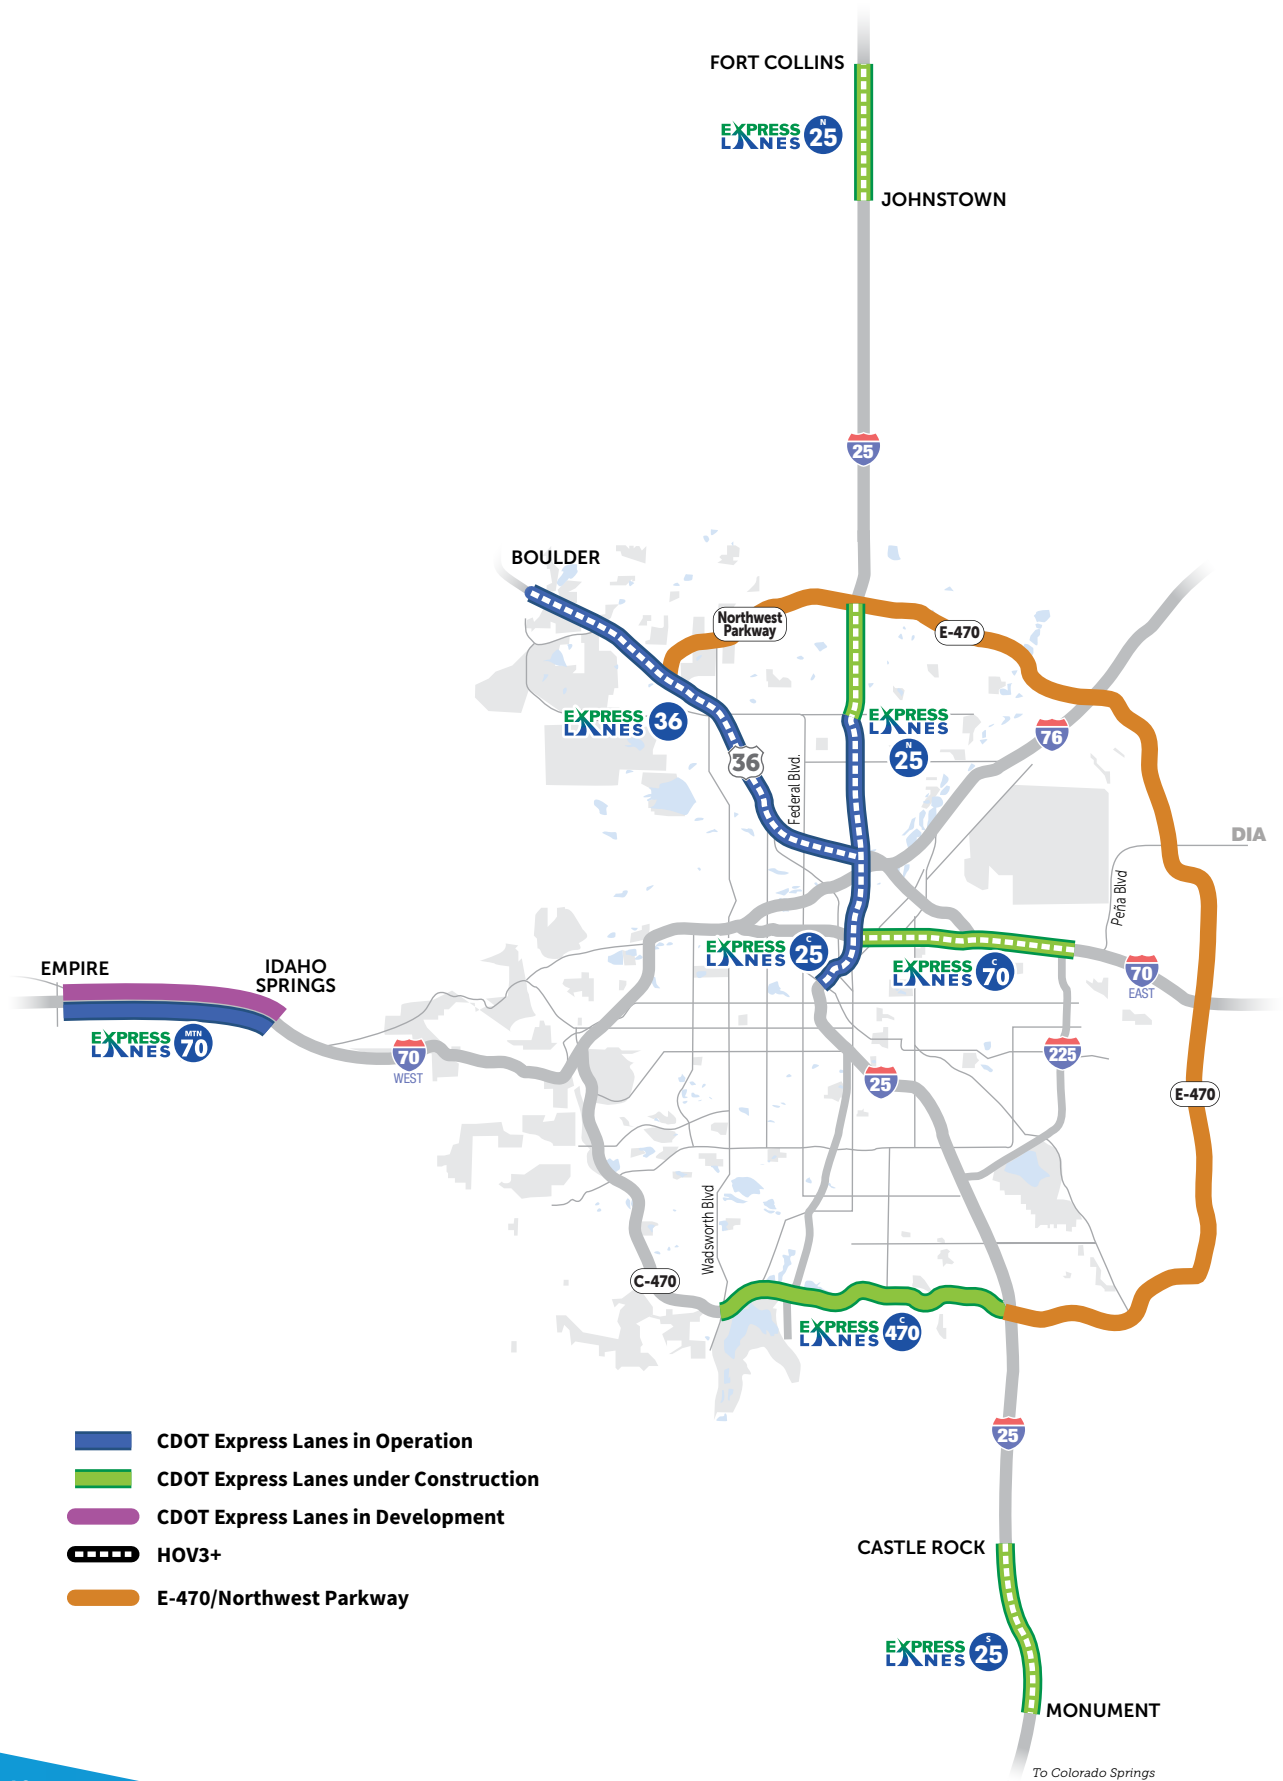 FORT COLLINS
EXPRESS
LANES
N
25
JOHNSTOWN
25
BOULDER
Northwest
Parkway
E-470
EXPRESS
LANES
36
EXPRESS
LANES
N
25
76
36
Federal Blvd.
DIA
Peña Blvd
EXPRESS
LANES
C
25
EXPRESS
LANES
C
70
70
EAST
EMPIRE
IDAHO
SPRINGS
EXPRESS
LANES
MTN
70
70
WEST
225
25
E-470
Wadsworth Blvd
C-470
EXPRESS
LANES
C
470
25
CDOT Express Lanes in Operation
CDOT Express Lanes under Construction
CDOT Express Lanes in Development
HOV3+
E-470/Northwest Parkway
CASTLE ROCK
EXPRESS
LANES
S
25
MONUMENT
To Colorado Springs